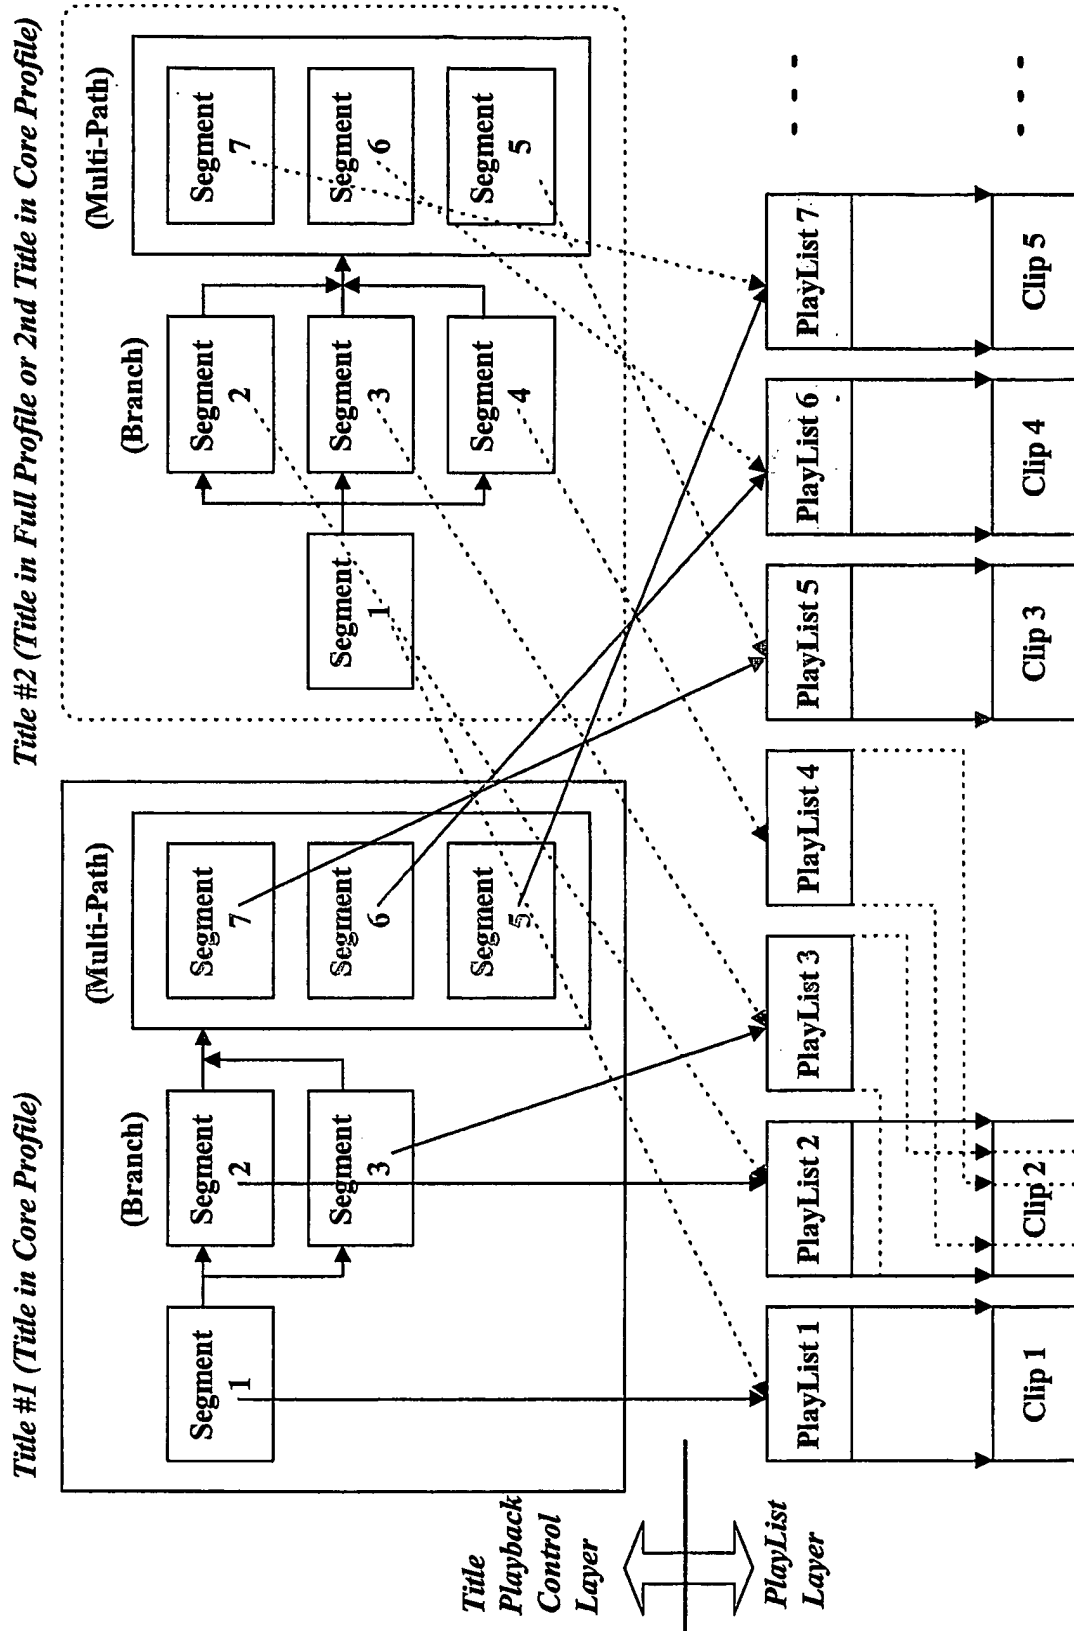 Title #1 (Title in Core Profile)
Title #2 (Title in Full Profile or 2nd Title in Core Profile)
(Branch)
(Multi-Path)
Segment
1
Segment
2
Segment
3
Segment
7
Segment
6
Segment
5
(Branch)
(Multi-Path)
Segment
1
Segment
2
Segment
3
Segment
4
Segment
7
Segment
6
Segment
5
Title
Playback
Control
Layer
PlayList
Layer
PlayList 1
PlayList 2
PlayList 3
PlayList 4
PlayList 5
PlayList 6
PlayList 7
Clip 1
Clip 2
Clip 3
Clip 4
Clip 5